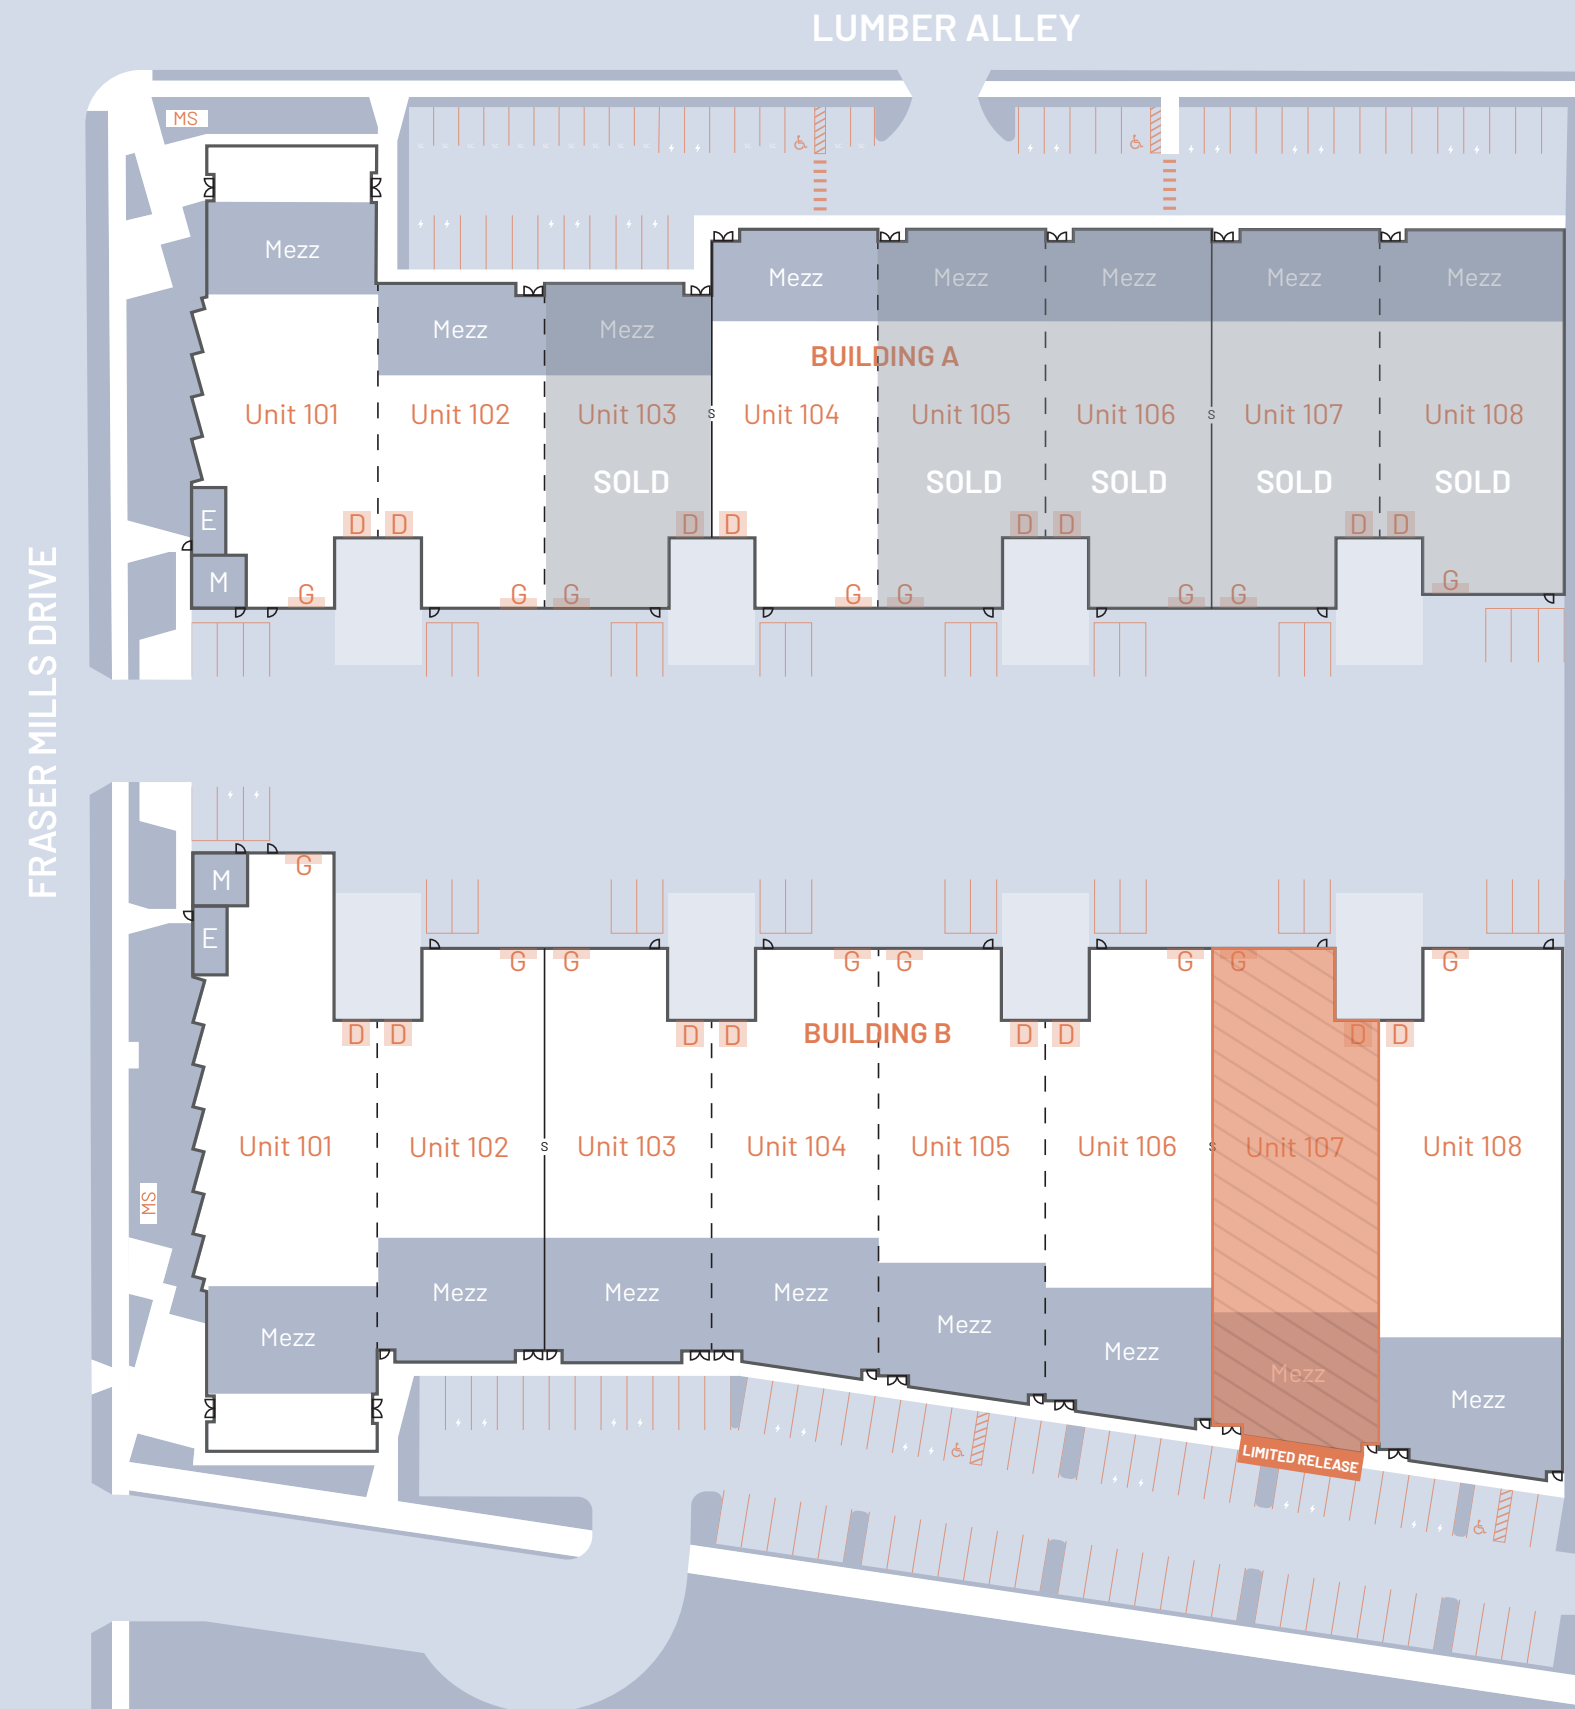 LUMBER ALLEY
MS
Mezz
Mezz
Mezz
Mezz
Mezz
Mezz
Mezz
Mezz
BUILDING A
Unit 101
Unit 102
Unit 103
S
Unit 104
Unit 105
Unit 106
S
Unit 107
Unit 108
SOLD
SOLD
SOLD
SOLD
SOLD
E
D
D
D
D
D
D
D
D
M
G
G
G
G
G
G
G
G
FRASER MILLS DRIVE
M
G
E
G
G
G
G
G
G
G
D
D
D
D
D
D
D
D
BUILDING B
Unit 101
Unit 102
S
Unit 103
Unit 104
Unit 105
Unit 106
S
Unit 107
Unit 108
MS
Mezz
Mezz
Mezz
Mezz
Mezz
Mezz
Mezz
Mezz
LIMITED RELEASE